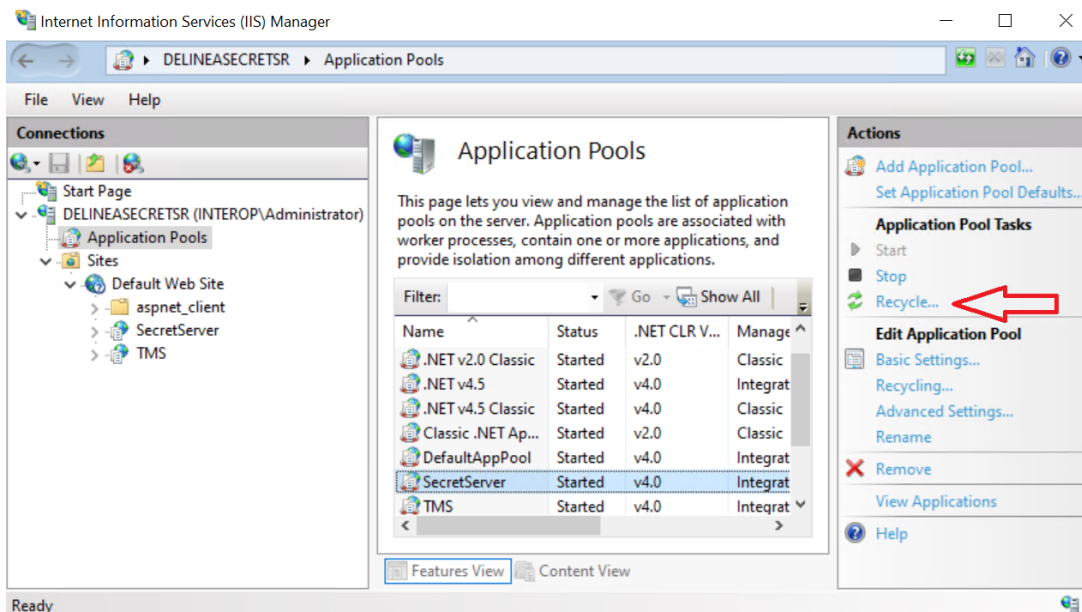 Internet Information Services (IIS) Manager
DELINEASECRETSR Application Pools
File View Help
Connections
Start Page
DELINEASECRETSR (INTEROP\Administrator)
Application Pools
Sites
Default Web Site
aspnet_client
SecretServer
TMS
Application Pools
This page lets you view and manage the list of application
pools on the server. Application pools are associated with
worker processes, contain one or more applications, and
provide isolation among different applications.
Filter: Go Show All
Name Status .NET CLR V... Manage
.NET v2.0 Classic Started v2.0 Classic
.NET v4.5 Started v4.0 Integrat
.NET v4.5 Classic Started v4.0 Classic
Classic .NET Ap... Started v2.0 Classic
DefaultAppPool Started v4.0 Integrat
SecretServer Started v4.0 Integrat
TMS Started v4.0 Integrat
Features View Content View
Actions
Add Application Pool...
Set Application Pool Defaults...
Application Pool Tasks
Start
Stop
Recycle...
Edit Application Pool
Basic Settings...
Recycling...
Advanced Settings...
Rename
Remove
View Applications
Help
Ready